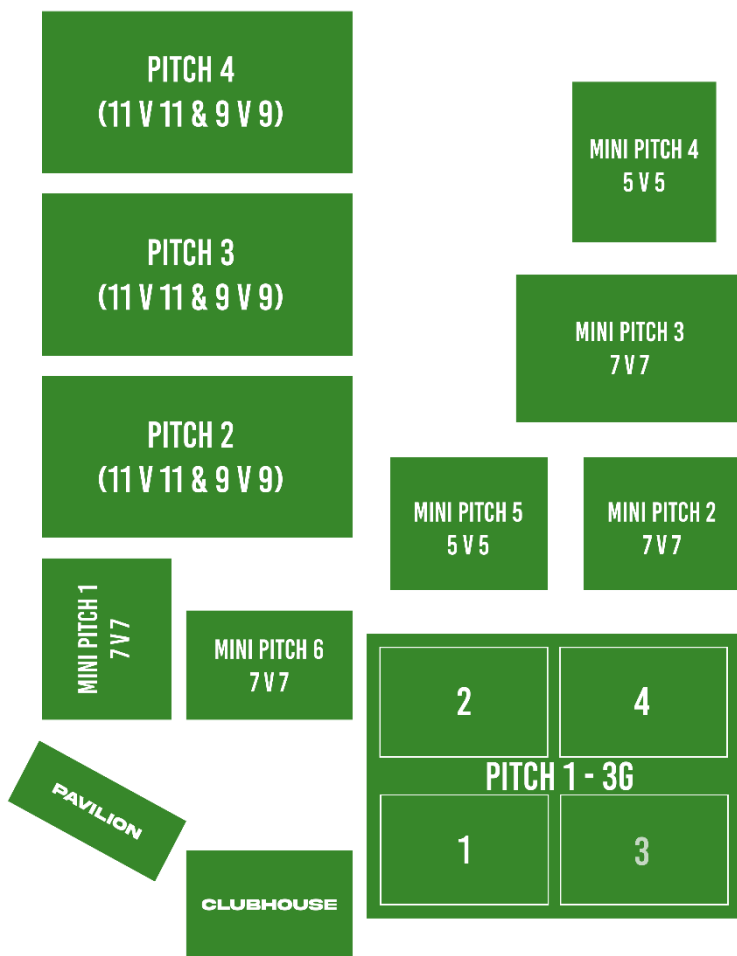 PITCH 4
(11 V 11 & 9 V 9)
MINI PITCH 4
5 V 5
PITCH 3
(11 V 11 & 9 V 9)
MINI PITCH 3
7 V 7
PITCH 2
(11 V 11 & 9 V 9)
MINI PITCH 5
5 V 5
MINI PITCH 2
7 V 7
MINI PITCH 1
7 V 7
MINI PITCH 6
7 V 7
2
4
PITCH 1 - 3G
1
3
PAVILION
CLUBHOUSE